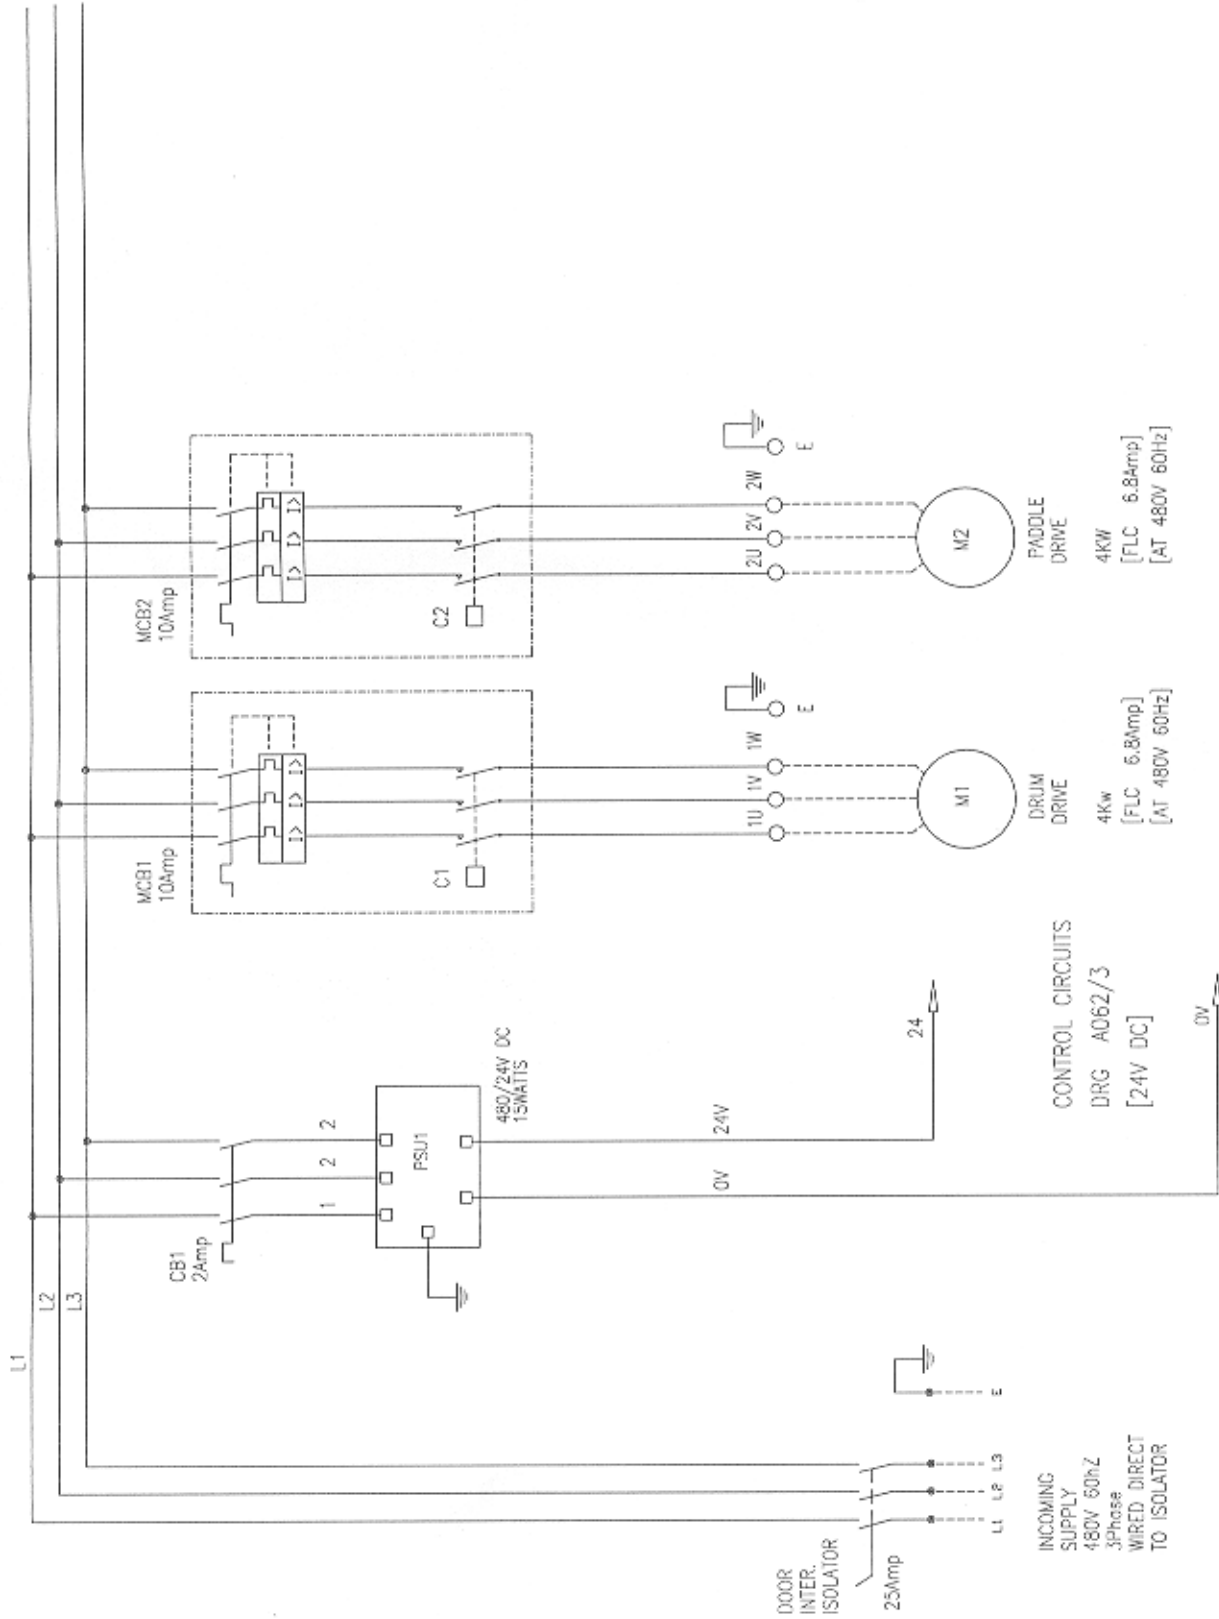 L1
L2
L3
CB1
2Amp
1
2
2
PSU1
480/24V DC
15WATTS
0V
24V
24
0V
CONTROL CIRCUITS
DRG A062/3
[24V DC]
DOOR
INTER.
ISOLATOR
25Amp
L1
L2
L3
E
INCOMING
SUPPLY
480V 60hZ
3Phase
WIRED DIRECT
TO ISOLATOR
MCB1
10Amp
I>
I>
I>
C1
1U
1V
1W
E
M1
DRUM
DRIVE
4Kw
[FLC 6.8Amp]
[AT 480V 60Hz]
MCB2
10Amp
I>
I>
I>
C2
2U
2V
2W
E
M2
PADDLE
DRIVE
4KW
[FLC 6.8Amp]
[AT 480V 60Hz]